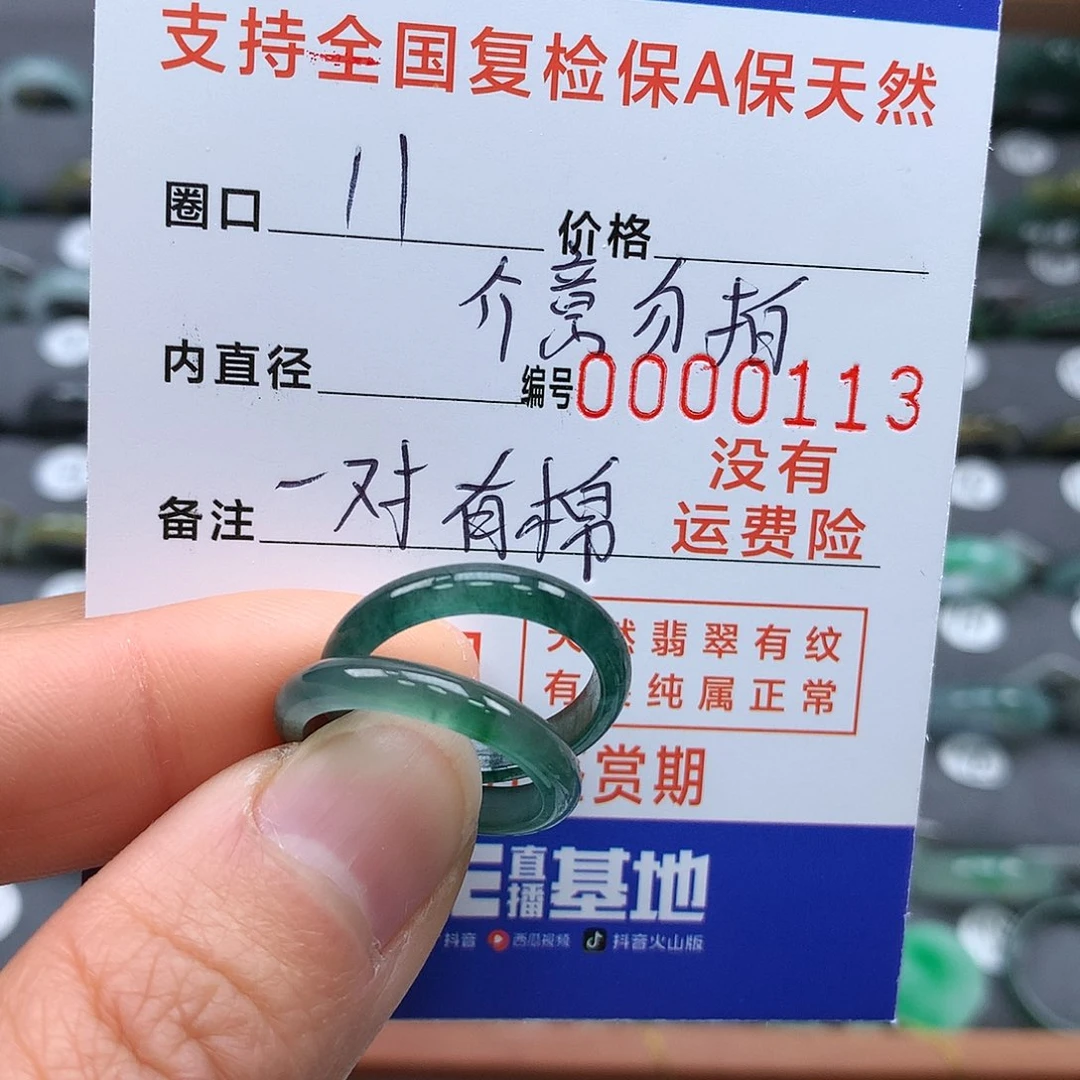 支持全国复检保A保天然
圈口 11 价格
介意勿拍
内直径 编号0000113
没有
备注 一对有棉 运费险
然翡翠有纹
有 纯属正常
赏期
直播基地
抖音 西瓜视频 抖音火山版